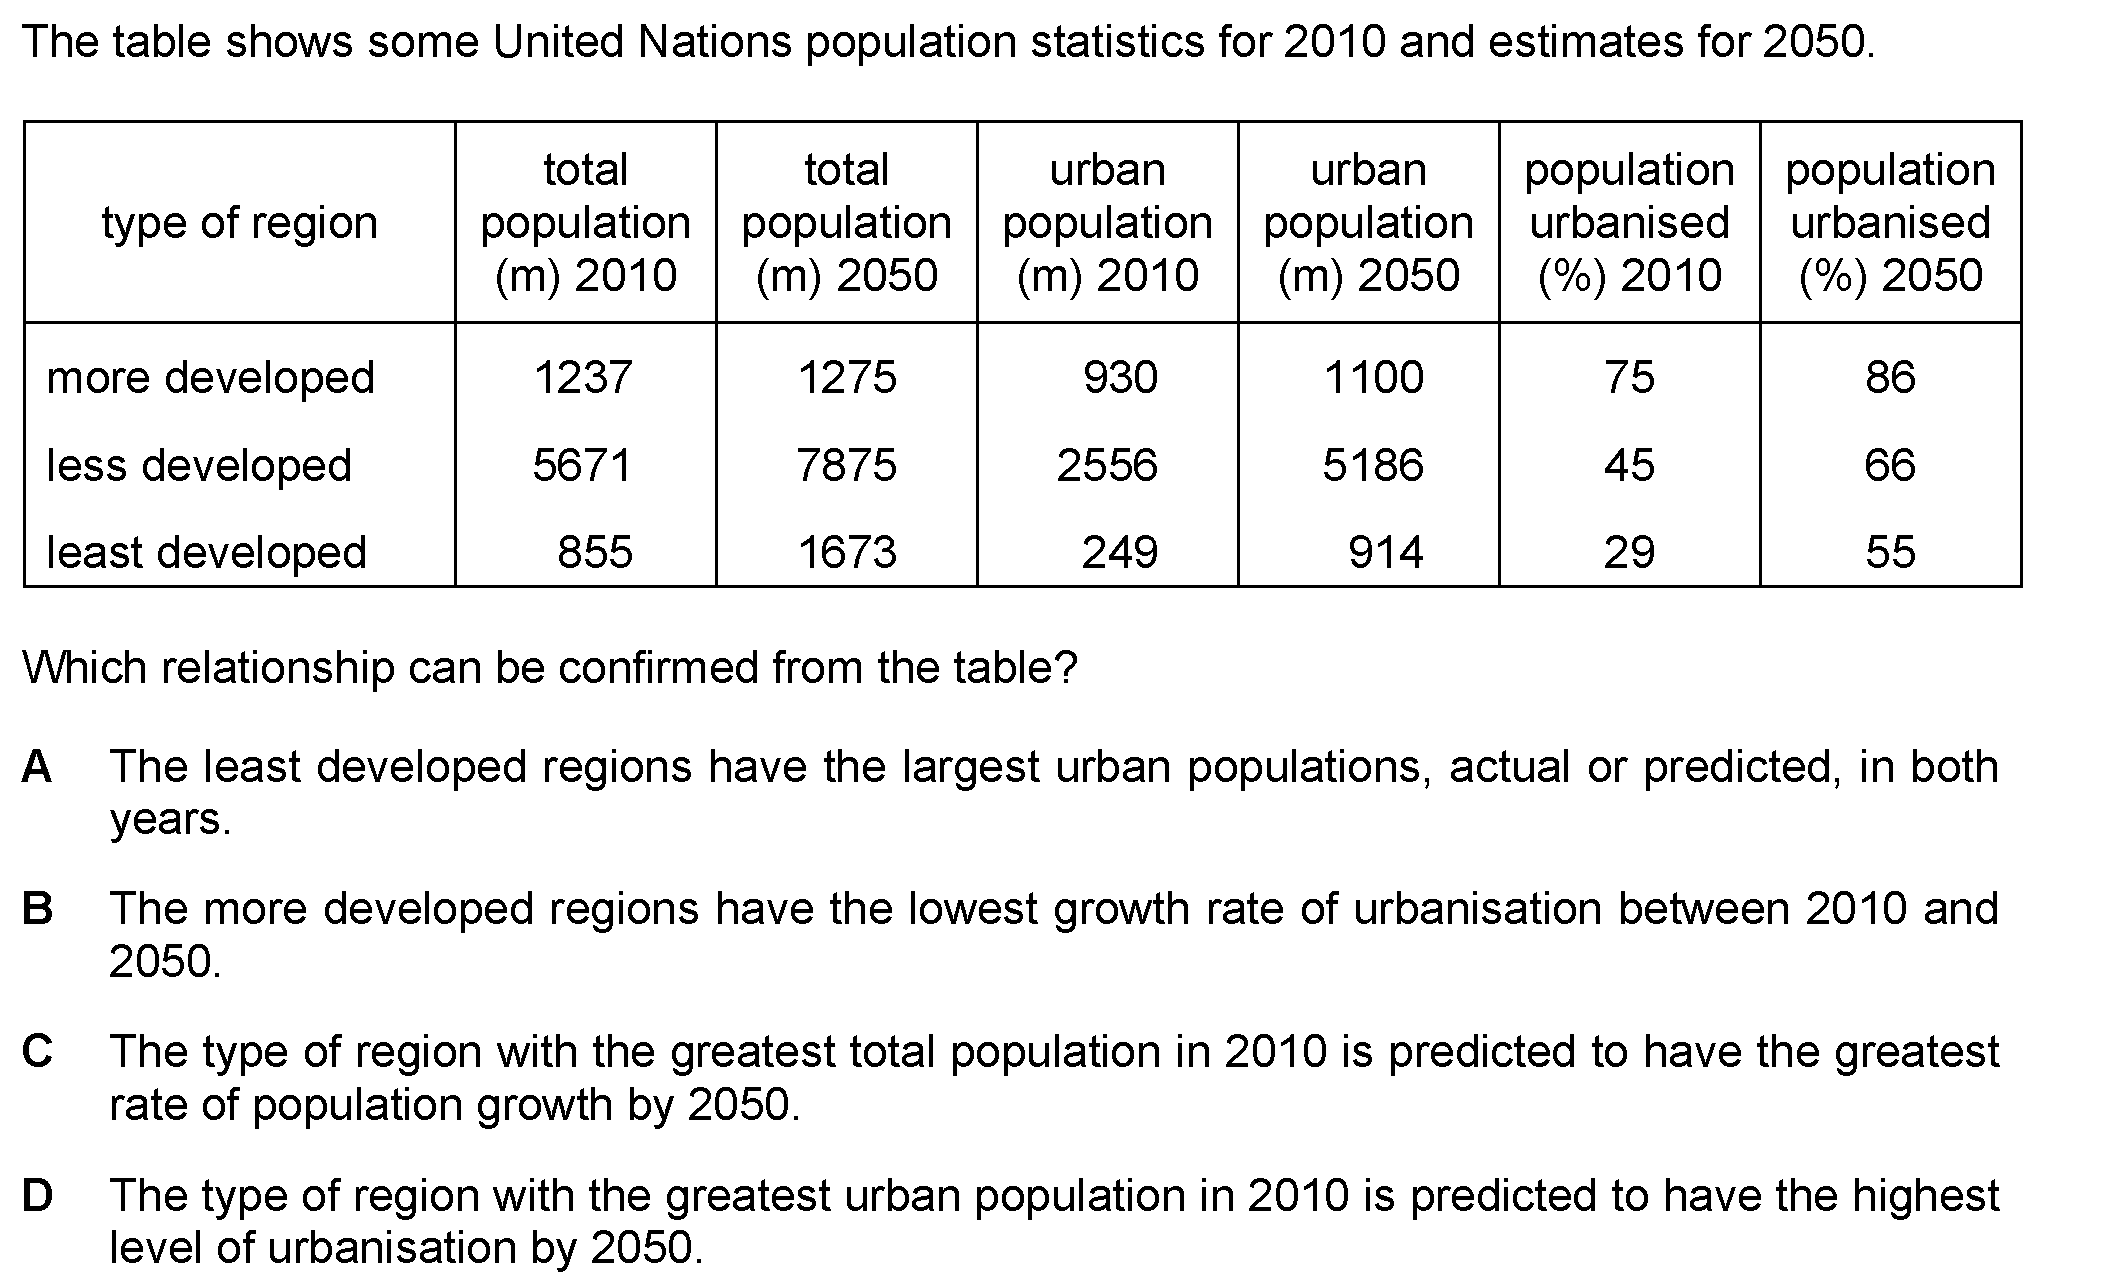 The table shows some United Nations population statistics for 2010 and estimates for 2050.
type of region
total population (m) 2010
total population (m) 2050
urban population (m) 2010
urban population (m) 2050
population urbanised (%) 2010
population urbanised (%) 2050
more developed 1237 1275 930 1100 75 86
less developed 5671 7875 2556 5186 45 66
least developed 855 1673 249 914 29 55
Which relationship can be confirmed from the table?
A The least developed regions have the largest urban populations, actual or predicted, in both
years.
B The more developed regions have the lowest growth rate of urbanisation between 2010 and
2050.
C The type of region with the greatest total population in 2010 is predicted to have the greatest
rate of population growth by 2050.
D The type of region with the greatest urban population in 2010 is predicted to have the highest
level of urbanisation by 2050.